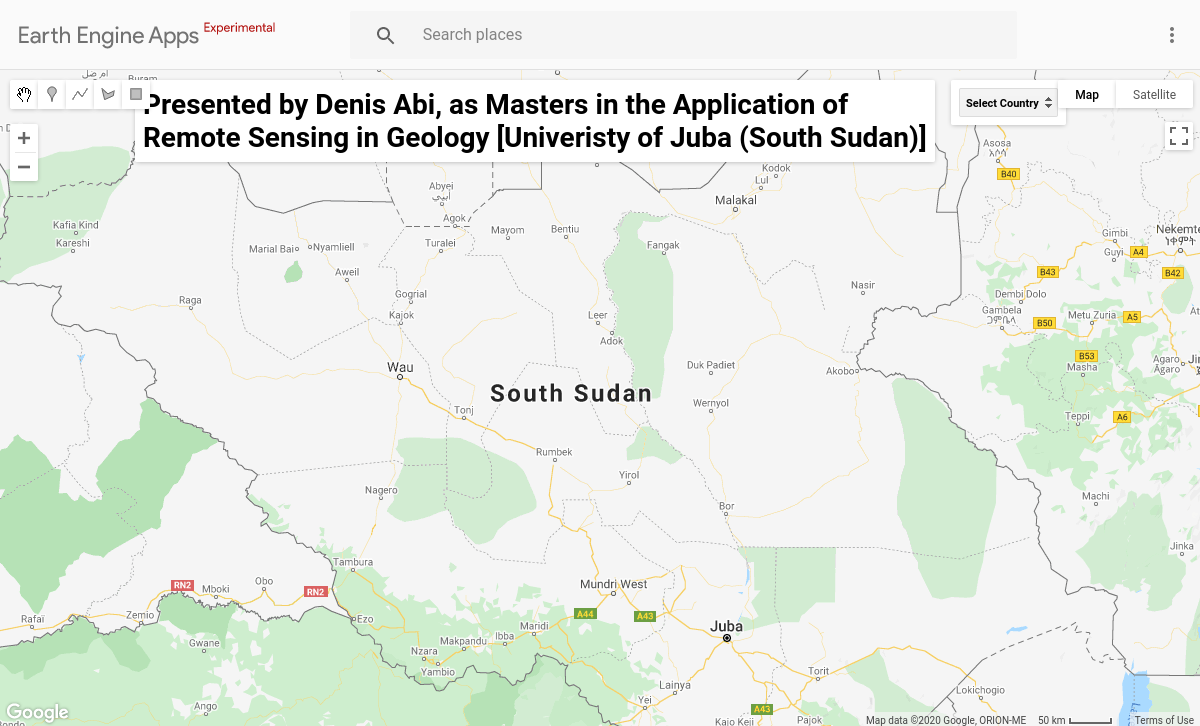 Earth Engine Apps Experimental
Search places
Presented by Denis Abi, as Masters in the Application of
Remote Sensing in Geology [Univeristy of Juba (South Sudan)]
Select Country
Map
Satellite
+
−
Buram
Asosa
B40
Kodok
Lul
Malakal
Abyei
أبيي
Agok
Kafia Kind
Kareshi
Mayom
Bentiu
Fangak
Marial Bai
Nyamliell
Turalei
Aweil
Gimbi
Nekemte
Guyi
A4
B43
B42
Raga
Gogrial
Kajok
Nasir
Dembi Dolo
Gambela
ጋምቤላ
Leer
Adok
B50
Metu Zuria
A5
B53
Masha
Agaro
Agaro
Wau
Duk Padiet
Akobo
South Sudan
Tonj
Wernyol
Teppi
A6
Rumbek
Yirol
Nagero
Bor
Machi
Jinka
Tambura
RN2
Mboki
Obo
RN2
Mundri West
A44
A43
Rafaï
Zemio
Ezo
Juba
Gwane
Makpandu
Ibba
Maridi
Nzara
Yambio
Torit
Lainya
Lokichogio
Ango
Yei
A43
Kajo Keji
Pajok
Google
Map data ©2020 Google, ORION-ME
50 km
Terms of Use